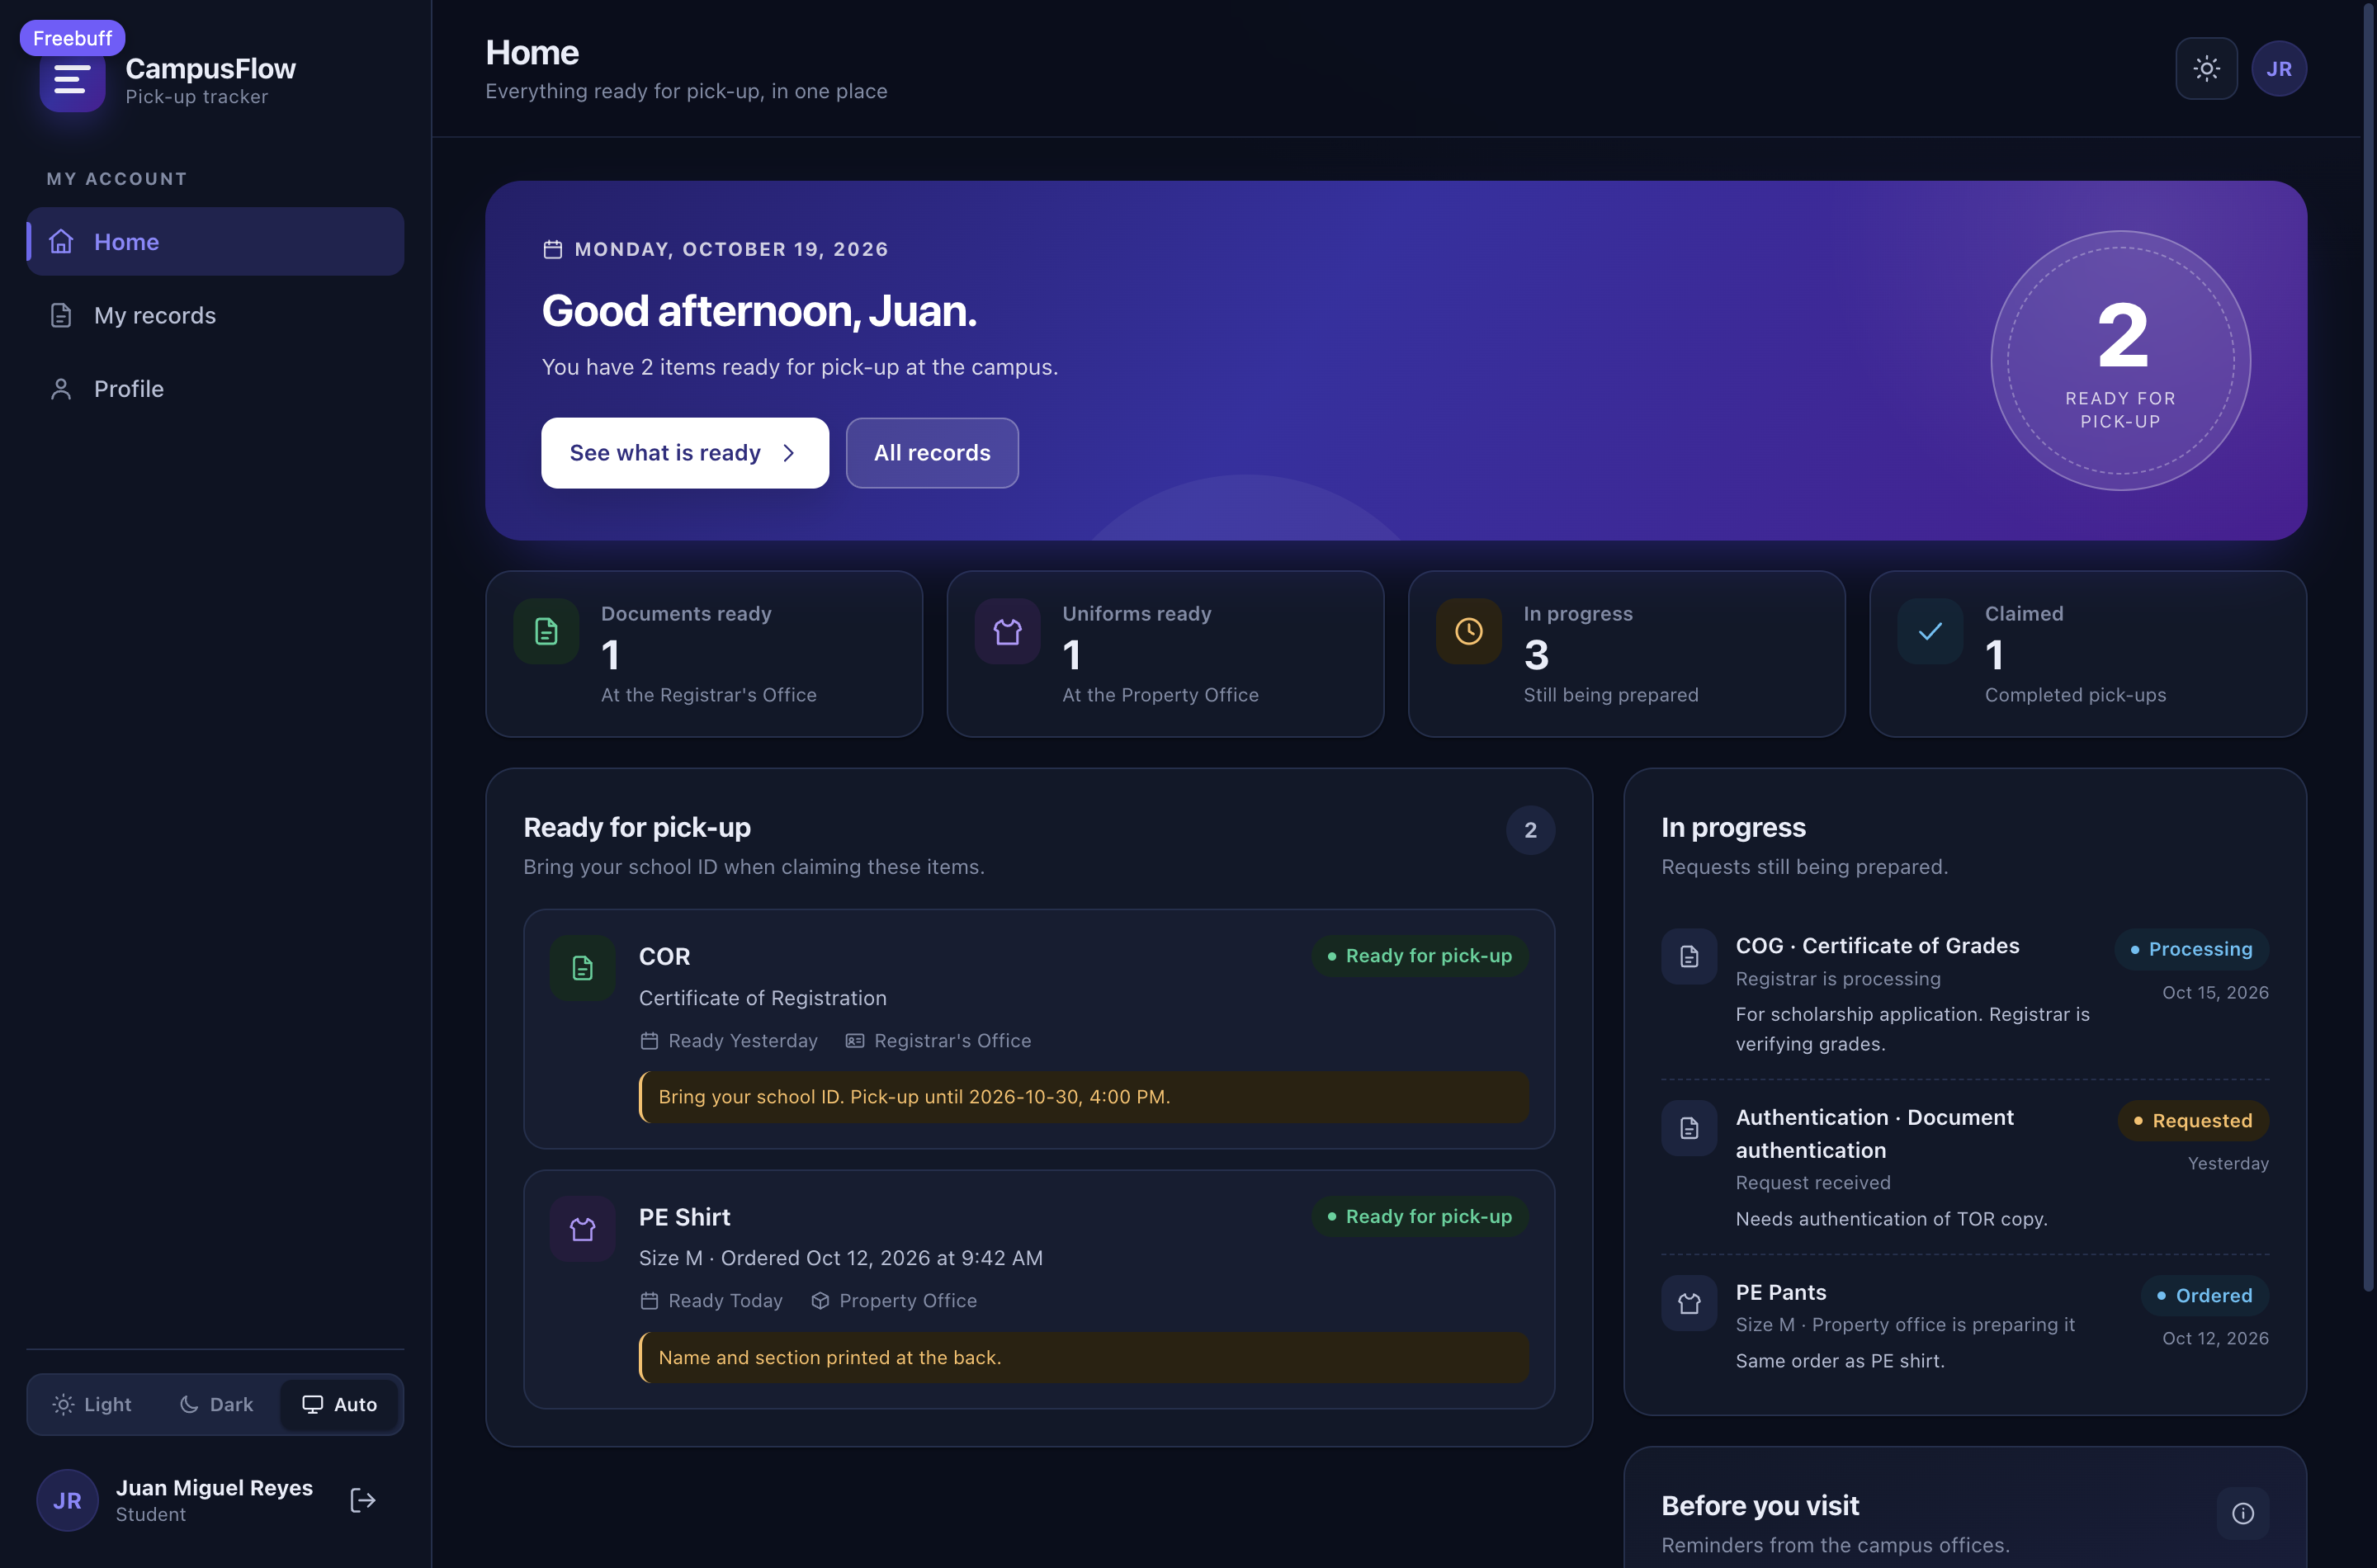 Freebuff
CampusFlow
Pick-up tracker
MY ACCOUNT
Home
My records
Profile
Light
Dark
Auto
JR
Juan Miguel Reyes
Student
Home
Everything ready for pick-up, in one place
JR
MONDAY, OCTOBER 19, 2026
Good afternoon, Juan.
You have 2 items ready for pick-up at the campus.
See what is ready
All records
2
READY FOR
PICK-UP
Documents ready
1
At the Registrar's Office
Uniforms ready
1
At the Property Office
In progress
3
Still being prepared
Claimed
1
Completed pick-ups
Ready for pick-up
2
Bring your school ID when claiming these items.
COR
Ready for pick-up
Certificate of Registration
Ready Yesterday
Registrar's Office
Bring your school ID. Pick-up until 2026-10-30, 4:00 PM.
PE Shirt
Ready for pick-up
Size M · Ordered Oct 12, 2026 at 9:42 AM
Ready Today
Property Office
Name and section printed at the back.
In progress
Requests still being prepared.
COG · Certificate of Grades
Processing
Registrar is processing
Oct 15, 2026
For scholarship application. Registrar is
verifying grades.
Authentication · Document
authentication
Requested
Yesterday
Request received
Needs authentication of TOR copy.
PE Pants
Ordered
Size M · Property office is preparing it
Oct 12, 2026
Same order as PE shirt.
Before you visit
Reminders from the campus offices.